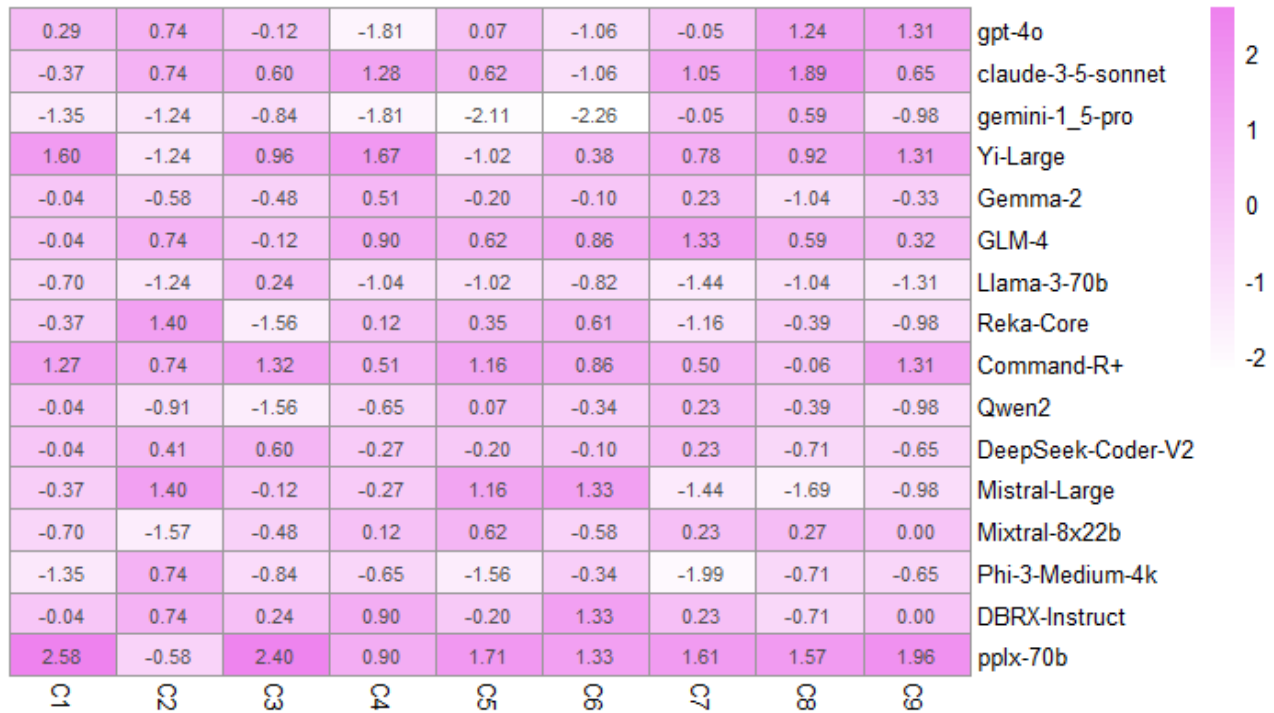 0.29 0.74 -0.12 -1.81 0.07 -1.06 -0.05 1.24 1.31 gpt-4o
-0.37 0.74 0.60 1.28 0.62 -1.06 1.05 1.89 0.65 claude-3-5-sonnet
-1.35 -1.24 -0.84 -1.81 -2.11 -2.26 -0.05 0.59 -0.98 gemini-1_5-pro
1.60 -1.24 0.96 1.67 -1.02 0.38 0.78 0.92 1.31 Yi-Large
-0.04 -0.58 -0.48 0.51 -0.20 -0.10 0.23 -1.04 -0.33 Gemma-2
-0.04 0.74 -0.12 0.90 0.62 0.86 1.33 0.59 0.32 GLM-4
-0.70 -1.24 0.24 -1.04 -1.02 -0.82 -1.44 -1.04 -1.31 Llama-3-70b
-0.37 1.40 -1.56 0.12 0.35 0.61 -1.16 -0.39 -0.98 Reka-Core
1.27 0.74 1.32 0.51 1.16 0.86 0.50 -0.06 1.31 Command-R+
-0.04 -0.91 -1.56 -0.65 0.07 -0.34 0.23 -0.39 -0.98 Qwen2
-0.04 0.41 0.60 -0.27 -0.20 -0.10 0.23 -0.71 -0.65 DeepSeek-Coder-V2
-0.37 1.40 -0.12 -0.27 1.16 1.33 -1.44 -1.69 -0.98 Mistral-Large
-0.70 -1.57 -0.48 0.12 0.62 -0.58 0.23 0.27 0.00 Mixtral-8x22b
-1.35 0.74 -0.84 -0.65 -1.56 -0.34 -1.99 -0.71 -0.65 Phi-3-Medium-4k
-0.04 0.74 0.24 0.90 -0.20 1.33 0.23 -0.71 0.00 DBRX-Instruct
2.58 -0.58 2.40 0.90 1.71 1.33 1.61 1.57 1.96 pplx-70b
C1 C2 C3 C4 C5 C6 C7 C8 C9
2
1
0
-1
-2